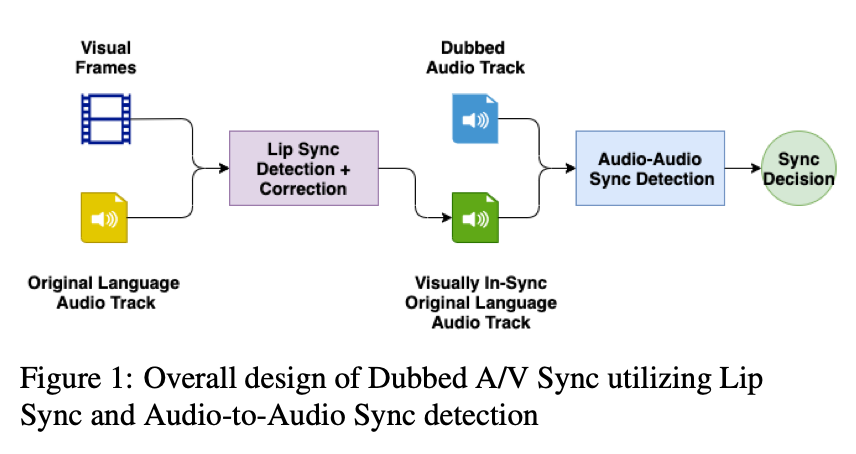 Visual
Frames
Dubbed
Audio Track
Lip Sync
Detection +
Correction
Audio-Audio
Sync Detection
Sync
Decision
Original Language
Audio Track
Visually In-Sync
Original Language
Audio Track
Figure 1: Overall design of Dubbed A/V Sync utilizing Lip
Sync and Audio-to-Audio Sync detection